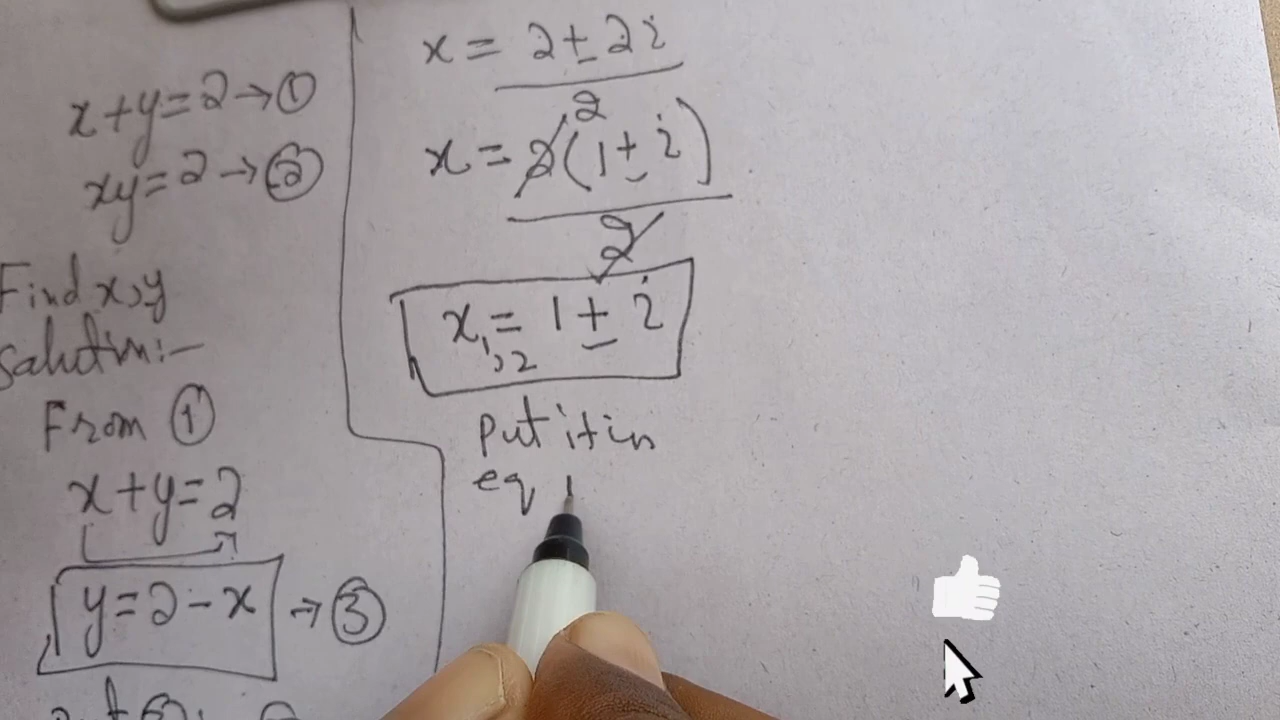 x+y=2→①
xy=2→②
Find x,y
Solution:-
From ①
x+y=2
y=2-x →③
x = 2±2i
2
x = 2(1±i)
2
x₁,₂ = 1±i
put it in
eq 1